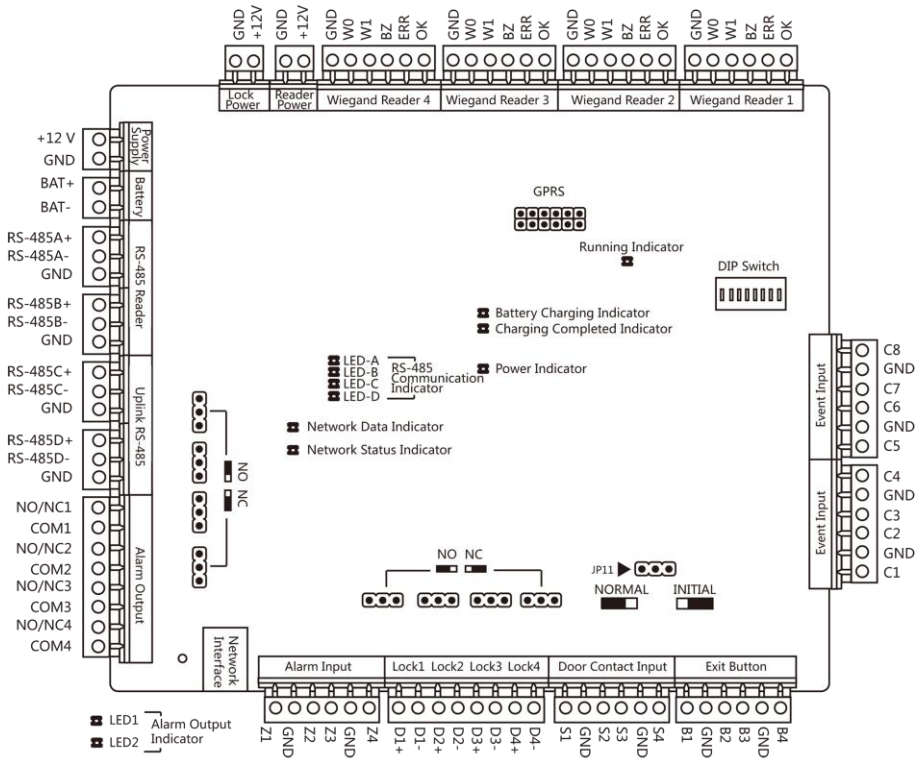 GND +12V GND +12V GND W0 W1 BZ ERR OK GND W0 W1 BZ ERR OK GND W0 W1 BZ ERR OK GND W0 W1 BZ ERR OK
Lock Power
Reader Power
Wiegand Reader 4
Wiegand Reader 3
Wiegand Reader 2
Wiegand Reader 1
+12 V
GND
Power Supply
BAT+
BAT-
Battery
RS-485A+
RS-485A-
GND
RS-485B+
RS-485B-
GND
RS-485 Reader
RS-485C+
RS-485C-
GND
RS-485D+
RS-485D-
GND
Uplink RS-485
NO/NC1
COM1
NO/NC2
COM2
NO/NC3
COM3
NO/NC4
COM4
Alarm Output
GPRS
Running Indicator
DIP Switch
Battery Charging Indicator
Charging Completed Indicator
Power Indicator
LED-A
LED-B
LED-C
LED-D
RS-485
Communication
Indicator
Network Data Indicator
Network Status Indicator
NO
NC
C8
GND
C7
C6
GND
C5
Event Input
C4
GND
C3
C2
GND
C1
Event Input
NO NC
JP11
NORMAL INITIAL
Network
Interface
Alarm Input
Lock1 Lock2 Lock3 Lock4
Door Contact Input
Exit Button
Z1 GND Z2 Z3 GND Z4 D1+ D1- D2+ D2- D3+ D3- D4+ D4- S1 GND S2 S3 GND S4 B1 GND B2 B3 GND B4
LED1
LED2
Alarm Output
Indicator